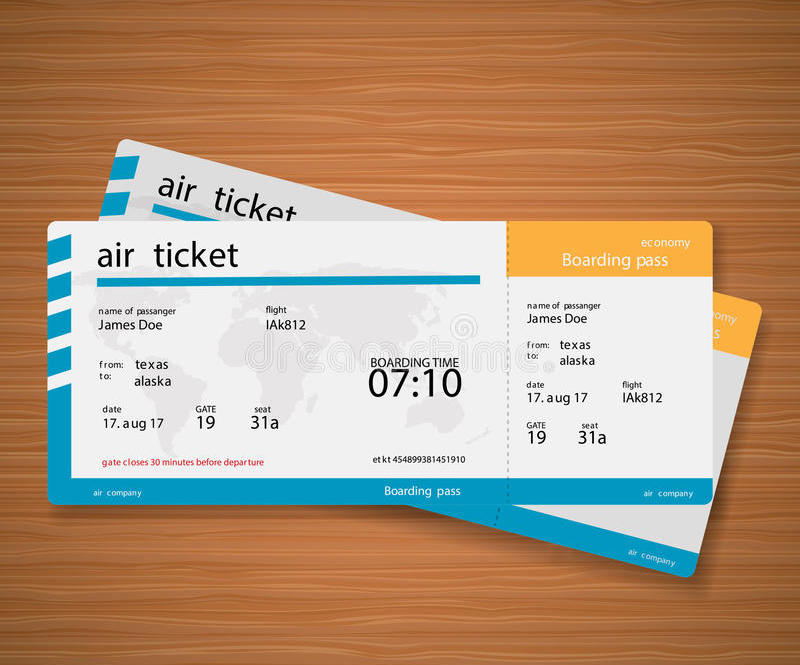 air ticket
air ticket
economy
Boarding pass
name of passanger
James Doe
flight
IAk812
from: texas
to: alaska
BOARDING TIME
07:10
date
17. aug 17
GATE
19
seat
31a
gate closes 30 minutes before departure
etkt 454899381451910
air company
Boarding pass
name of passanger
James Doe
from: texas
to: alaska
date
17. aug 17
flight
IAk812
GATE
19
seat
31a
air company
air company
dreamstime.com